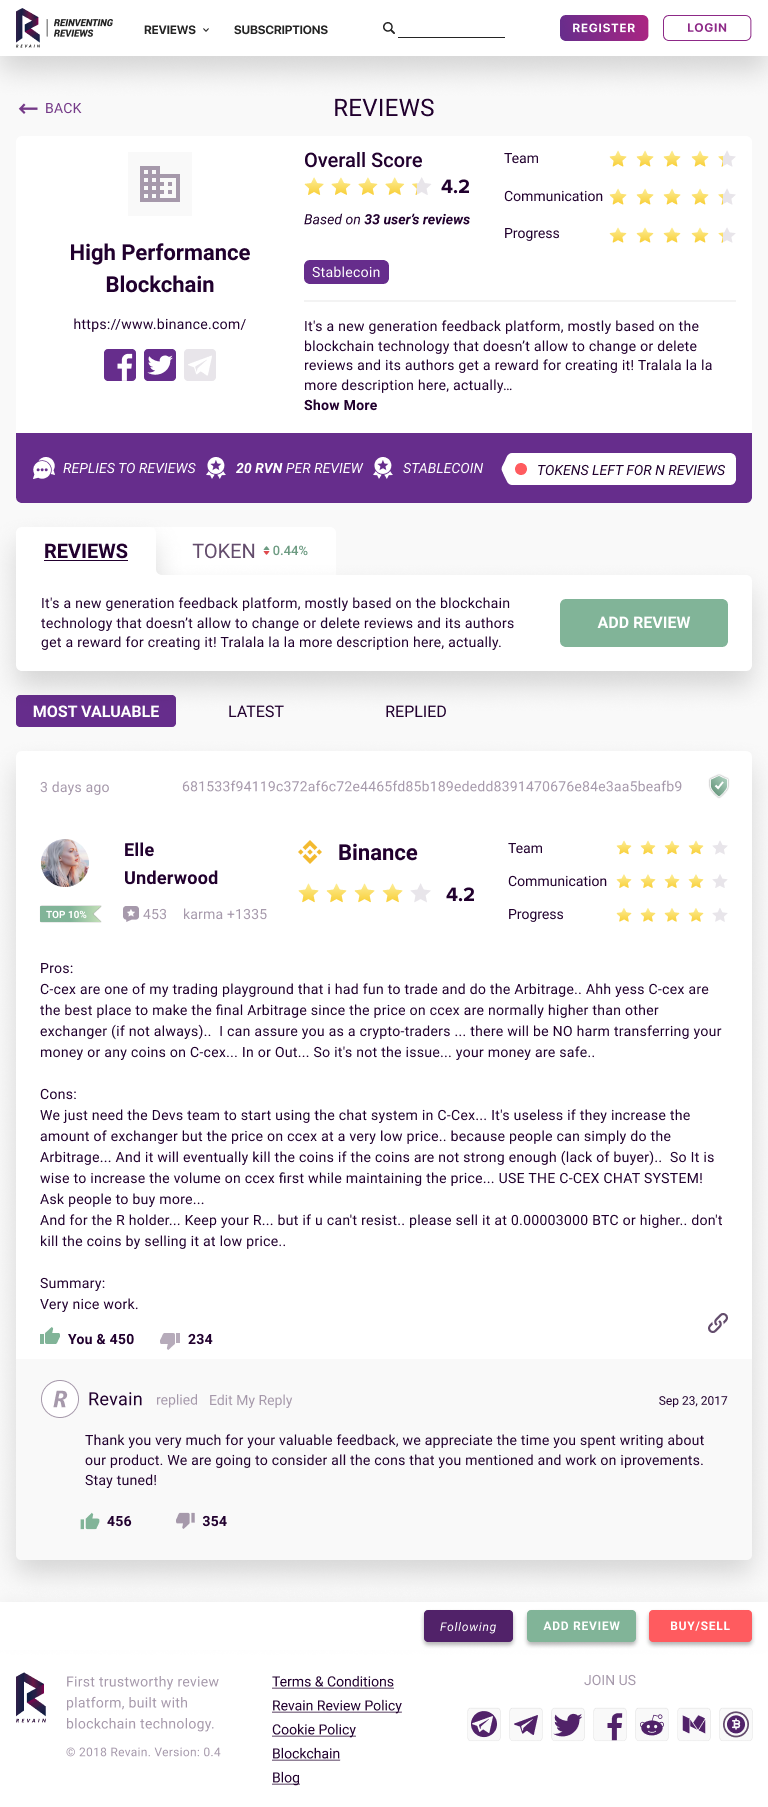 REINVENTING
REVIEWS
REVAIN
REVIEWS
SUBSCRIPTIONS
REGISTER
LOGIN
BACK
REVIEWS
High Performance
Blockchain
https://www.binance.com/
Overall Score
4.2
Based on 33 user’s reviews
Team
Communication
Progress
Stablecoin
It's a new generation feedback platform, mostly based on the
blockchain technology that doesn’t allow to change or delete
reviews and its authors get a reward for creating it! Tralala la la
more description here, actually...
Show More
REPLIES TO REVIEWS
20 RVN PER REVIEW
STABLECOIN
TOKENS LEFT FOR N REVIEWS
REVIEWS
TOKEN
0.44%
It's a new generation feedback platform, mostly based on the blockchain
technology that doesn’t allow to change or delete reviews and its authors
get a reward for creating it! Tralala la la more description here, actually.
ADD REVIEW
MOST VALUABLE
LATEST
REPLIED
3 days ago
681533f94119c372af6c72e4465fd85b189ededd8391470676e84e3aa5beafb9
Elle
Underwood
TOP 10%
453
karma +1335
Binance
4.2
Team
Communication
Progress
Pros:
C-cex are one of my trading playground that i had fun to trade and do the Arbitrage.. Ahh yess C-cex are
the best place to make the final Arbitrage since the price on ccex are normally higher than other
exchanger (if not always)..  I can assure you as a crypto-traders ... there will be NO harm transferring your
money or any coins on C-cex... In or Out... So it's not the issue... your money are safe..
Cons:
We just need the Devs team to start using the chat system in C-Cex... It's useless if they increase the
amount of exchanger but the price on ccex at a very low price.. because people can simply do the
Arbitrage... And it will eventually kill the coins if the coins are not strong enough (lack of buyer)..  So It is
wise to increase the volume on ccex first while maintaining the price... USE THE C-CEX CHAT SYSTEM!
Ask people to buy more...
And for the R holder... Keep your R... but if u can't resist.. please sell it at 0.00003000 BTC or higher.. don't
kill the coins by selling it at low price..
Summary:
Very nice work.
You & 450
234
R
Revain
replied
Edit My Reply
Sep 23, 2017
Thank you very much for your valuable feedback, we appreciate the time you spent writing about
our product. We are going to consider all the cons that you mentioned and work on iprovements.
Stay tuned!
456
354
Following
ADD REVIEW
BUY/SELL
REVAIN
First trustworthy review
platform, built with
blockchain technology.
© 2018 Revain. Version: 0.4
Terms & Conditions
Revain Review Policy
Cookie Policy
Blockchain
Blog
JOIN US